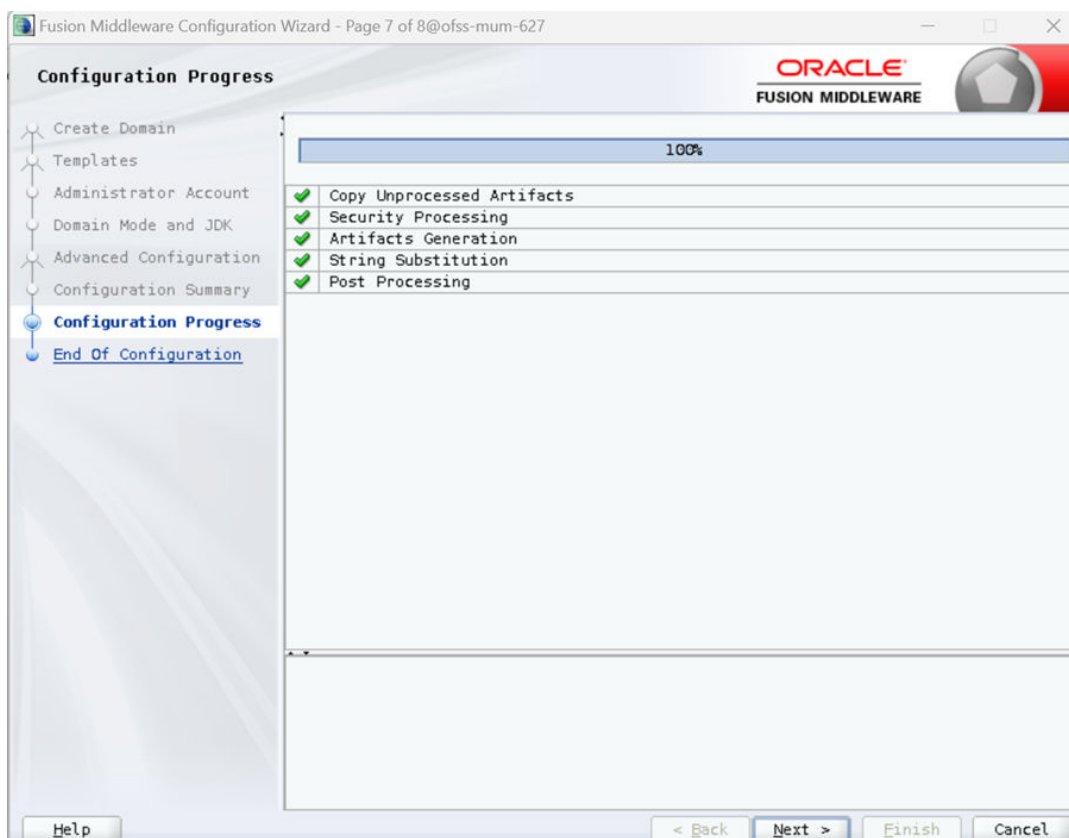 Fusion Middleware Configuration Wizard - Page 7 of 8@ofss-mum-627
Configuration Progress
ORACLE
FUSION MIDDLEWARE
Create Domain
Templates
Administrator Account
Domain Mode and JDK
Advanced Configuration
Configuration Summary
Configuration Progress
End Of Configuration
100%
Copy Unprocessed Artifacts
Security Processing
Artifacts Generation
String Substitution
Post Processing
Help
< Back
Next >
Finish
Cancel